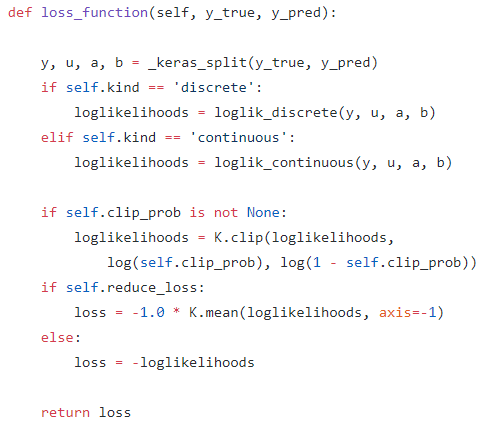 def loss_function(self, y_true, y_pred):
    y, u, a, b = _keras_split(y_true, y_pred)
    if self.kind == 'discrete':
        loglikelihoods = loglik_discrete(y, u, a, b)
    elif self.kind == 'continuous':
        loglikelihoods = loglik_continuous(y, u, a, b)
    if self.clip_prob is not None:
        loglikelihoods = K.clip(loglikelihoods,
            log(self.clip_prob), log(1 - self.clip_prob))
    if self.reduce_loss:
        loss = -1.0 * K.mean(loglikelihoods, axis=-1)
    else:
        loss = -loglikelihoods
    return loss